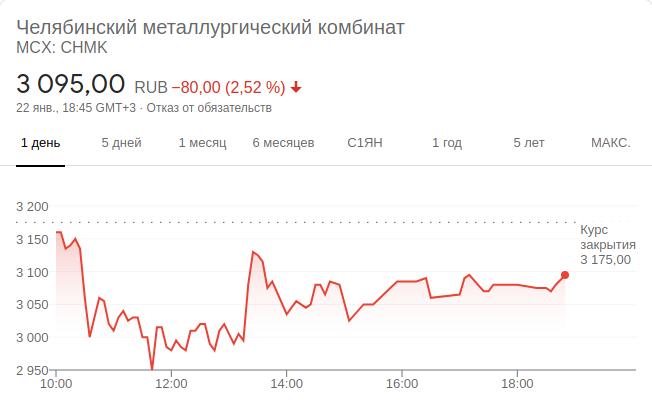 Челябинский металлургический комбинат
MCX: CHMK
3 095,00 RUB −80,00 (2,52 %)
22 янв., 18:45 GMT+3 · Отказ от обязательств
1 день 5 дней 1 месяц 6 месяцев С1ЯН 1 год 5 лет МАКС.
3 200
Курс
закрытия
3 175,00
3 150
3 100
3 050
3 000
2 950
10:00 12:00 14:00 16:00 18:00